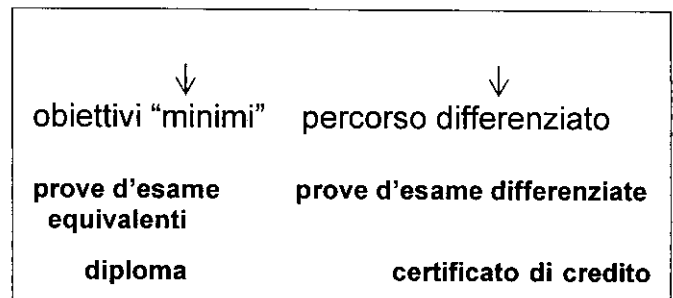 obiettivi “minimi” percorso differenziato
prove d'esame equivalenti prove d'esame differenziate
diploma certificato di credito